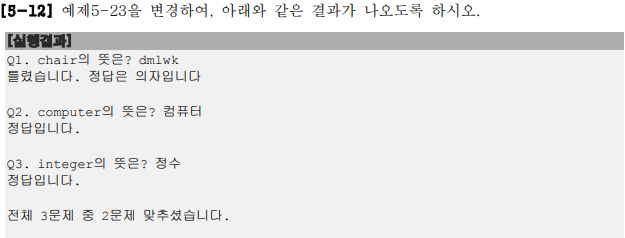 [5-12] 예제5-23을 변경하여, 아래와 같은 결과가 나오도록 하시오.
[실행결과]
Q1. chair의 뜻은? dmlwk
틀렸습니다. 정답은 의자입니다
Q2. computer의 뜻은? 컴퓨터
정답입니다.
Q3. integer의 뜻은? 정수
정답입니다.
전체 3문제 중 2문제 맞추셨습니다.